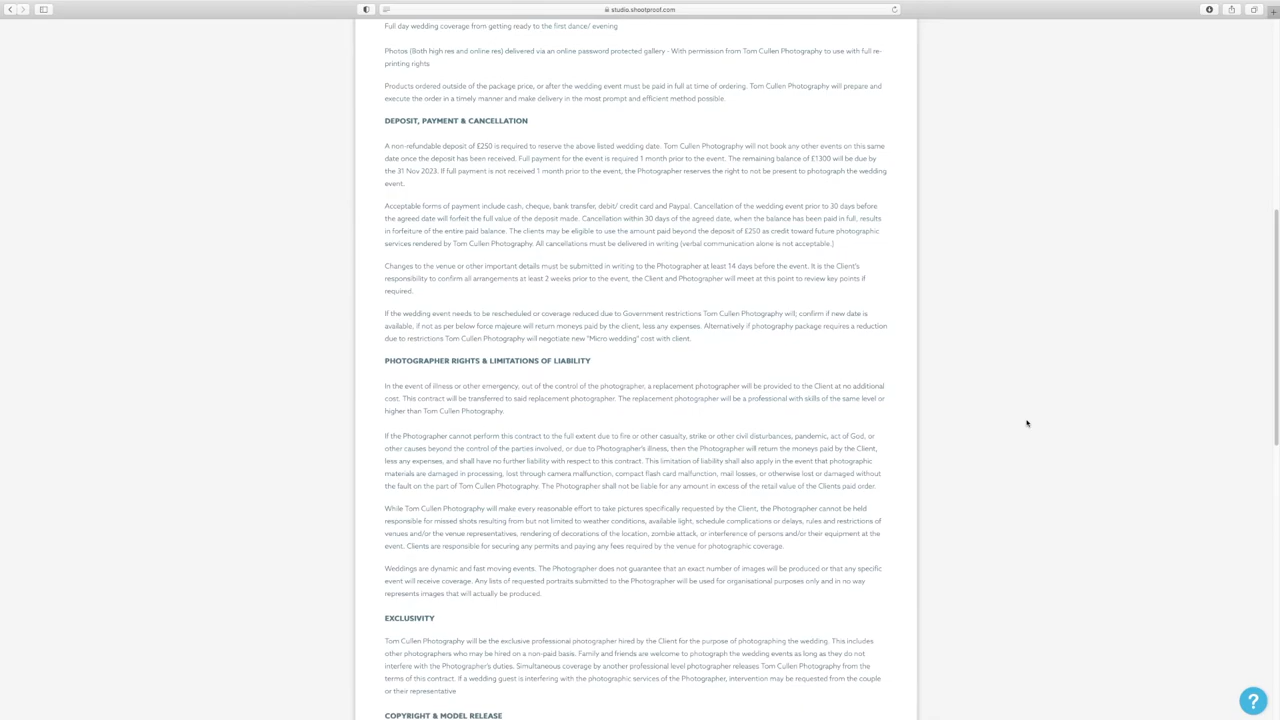 studio.shootproof.com
Full day wedding coverage from getting ready to the first dance/ evening
Photos (Both high res and online res) delivered via an online password protected gallery - With permission from Tom Cullen Photography to use with full re-
printing rights
Products ordered outside of the package price, or after the wedding event must be paid in full at time of ordering. Tom Cullen Photography will prepare and
execute the order in a timely manner and make delivery in the most prompt and efficient method possible.
DEPOSIT, PAYMENT & CANCELLATION
A non-refundable deposit of £250 is required to reserve the above listed wedding date. Tom Cullen Photography will not book any other events on this same
date once the deposit has been received. Full payment for the event is required 1 month prior to the event. The remaining balance of £1300 will be due by
the 31 Nov 2023. If full payment is not received 1 month prior to the event, the Photographer reserves the right to not be present to photograph the wedding
event.
Acceptable forms of payment include cash, cheque, bank transfer, debit/ credit card and Paypal. Cancellation of the wedding event prior to 30 days before
the agreed date will forfeit the full value of the deposit made. Cancellation within 30 days of the agreed date, when the balance has been paid in full, results
in forfeiture of the entire paid balance. The clients may be eligible to use the amount paid beyond the deposit of £250 as credit toward future photographic
services rendered by Tom Cullen Photography. All cancellations must be delivered in writing (verbal communication alone is not acceptable.)
Changes to the venue or other important details must be submitted in writing to the Photographer at least 14 days before the event. It is the Client's
responsibility to confirm all arrangements at least 2 weeks prior to the event, the Client and Photographer will meet at this point to review key points if
required.
If the wedding event needs to be rescheduled or coverage reduced due to Government restrictions Tom Cullen Photography will; confirm if new date is
available, if not as per below force majeure will return moneys paid by the client, less any expenses. Alternatively if photography package requires a reduction
due to restrictions Tom Cullen Photography will negotiate new "Micro wedding" cost with client.
PHOTOGRAPHER RIGHTS & LIMITATIONS OF LIABILITY
In the event of illness or other emergency, out of the control of the photographer, a replacement photographer will be provided to the Client at no additional
cost. This contract will be transferred to said replacement photographer. The replacement photographer will be a professional with skills of the same level or
higher than Tom Cullen Photography.
If the Photographer cannot perform this contract to the full extent due to fire or other casualty, strike or other civil disturbances, pandemic, act of God, or
other causes beyond the control of the parties involved, or due to Photographer's illness, then the Photographer will return the moneys paid by the Client,
less any expenses, and shall have no further liability with respect to this contract. This limitation of liability shall also apply in the event that photographic
materials are damaged in processing, lost through camera malfunction, compact flash card malfunction, mail losses, or otherwise lost or damaged without
the fault on the part of Tom Cullen Photography. The Photographer shall not be liable for any amount in excess of the retail value of the Clients paid order.
While Tom Cullen Photography will make every reasonable effort to take pictures specifically requested by the Client, the Photographer cannot be held
responsible for missed shots resulting from but not limited to weather conditions, available light, schedule complications or delays, rules and restrictions of
venues and/or the venue representatives, rendering of decorations of the location, zombie attack, or interference of persons and/or their equipment at the
event. Clients are responsible for securing any permits and paying any fees required by the venue for photographic coverage.
Weddings are dynamic and fast moving events. The Photographer does not guarantee that an exact number of images will be produced or that any specific
event will receive coverage. Any lists of requested portraits submitted to the Photographer will be used for organisational purposes only and in no way
represents images that will actually be produced.
EXCLUSIVITY
Tom Cullen Photography will be the exclusive professional photographer hired by the Client for the purpose of photographing the wedding. This includes
other photographers who may be hired on a non-paid basis. Family and friends are welcome to photograph the wedding events as long as they do not
interfere with the Photographer's duties. Simultaneous coverage by another professional level photographer releases Tom Cullen Photography from the
terms of this contract. If a wedding guest is interfering with the photographic services of the Photographer, intervention may be requested from the couple
or their representative
COPYRIGHT & MODEL RELEASE
?